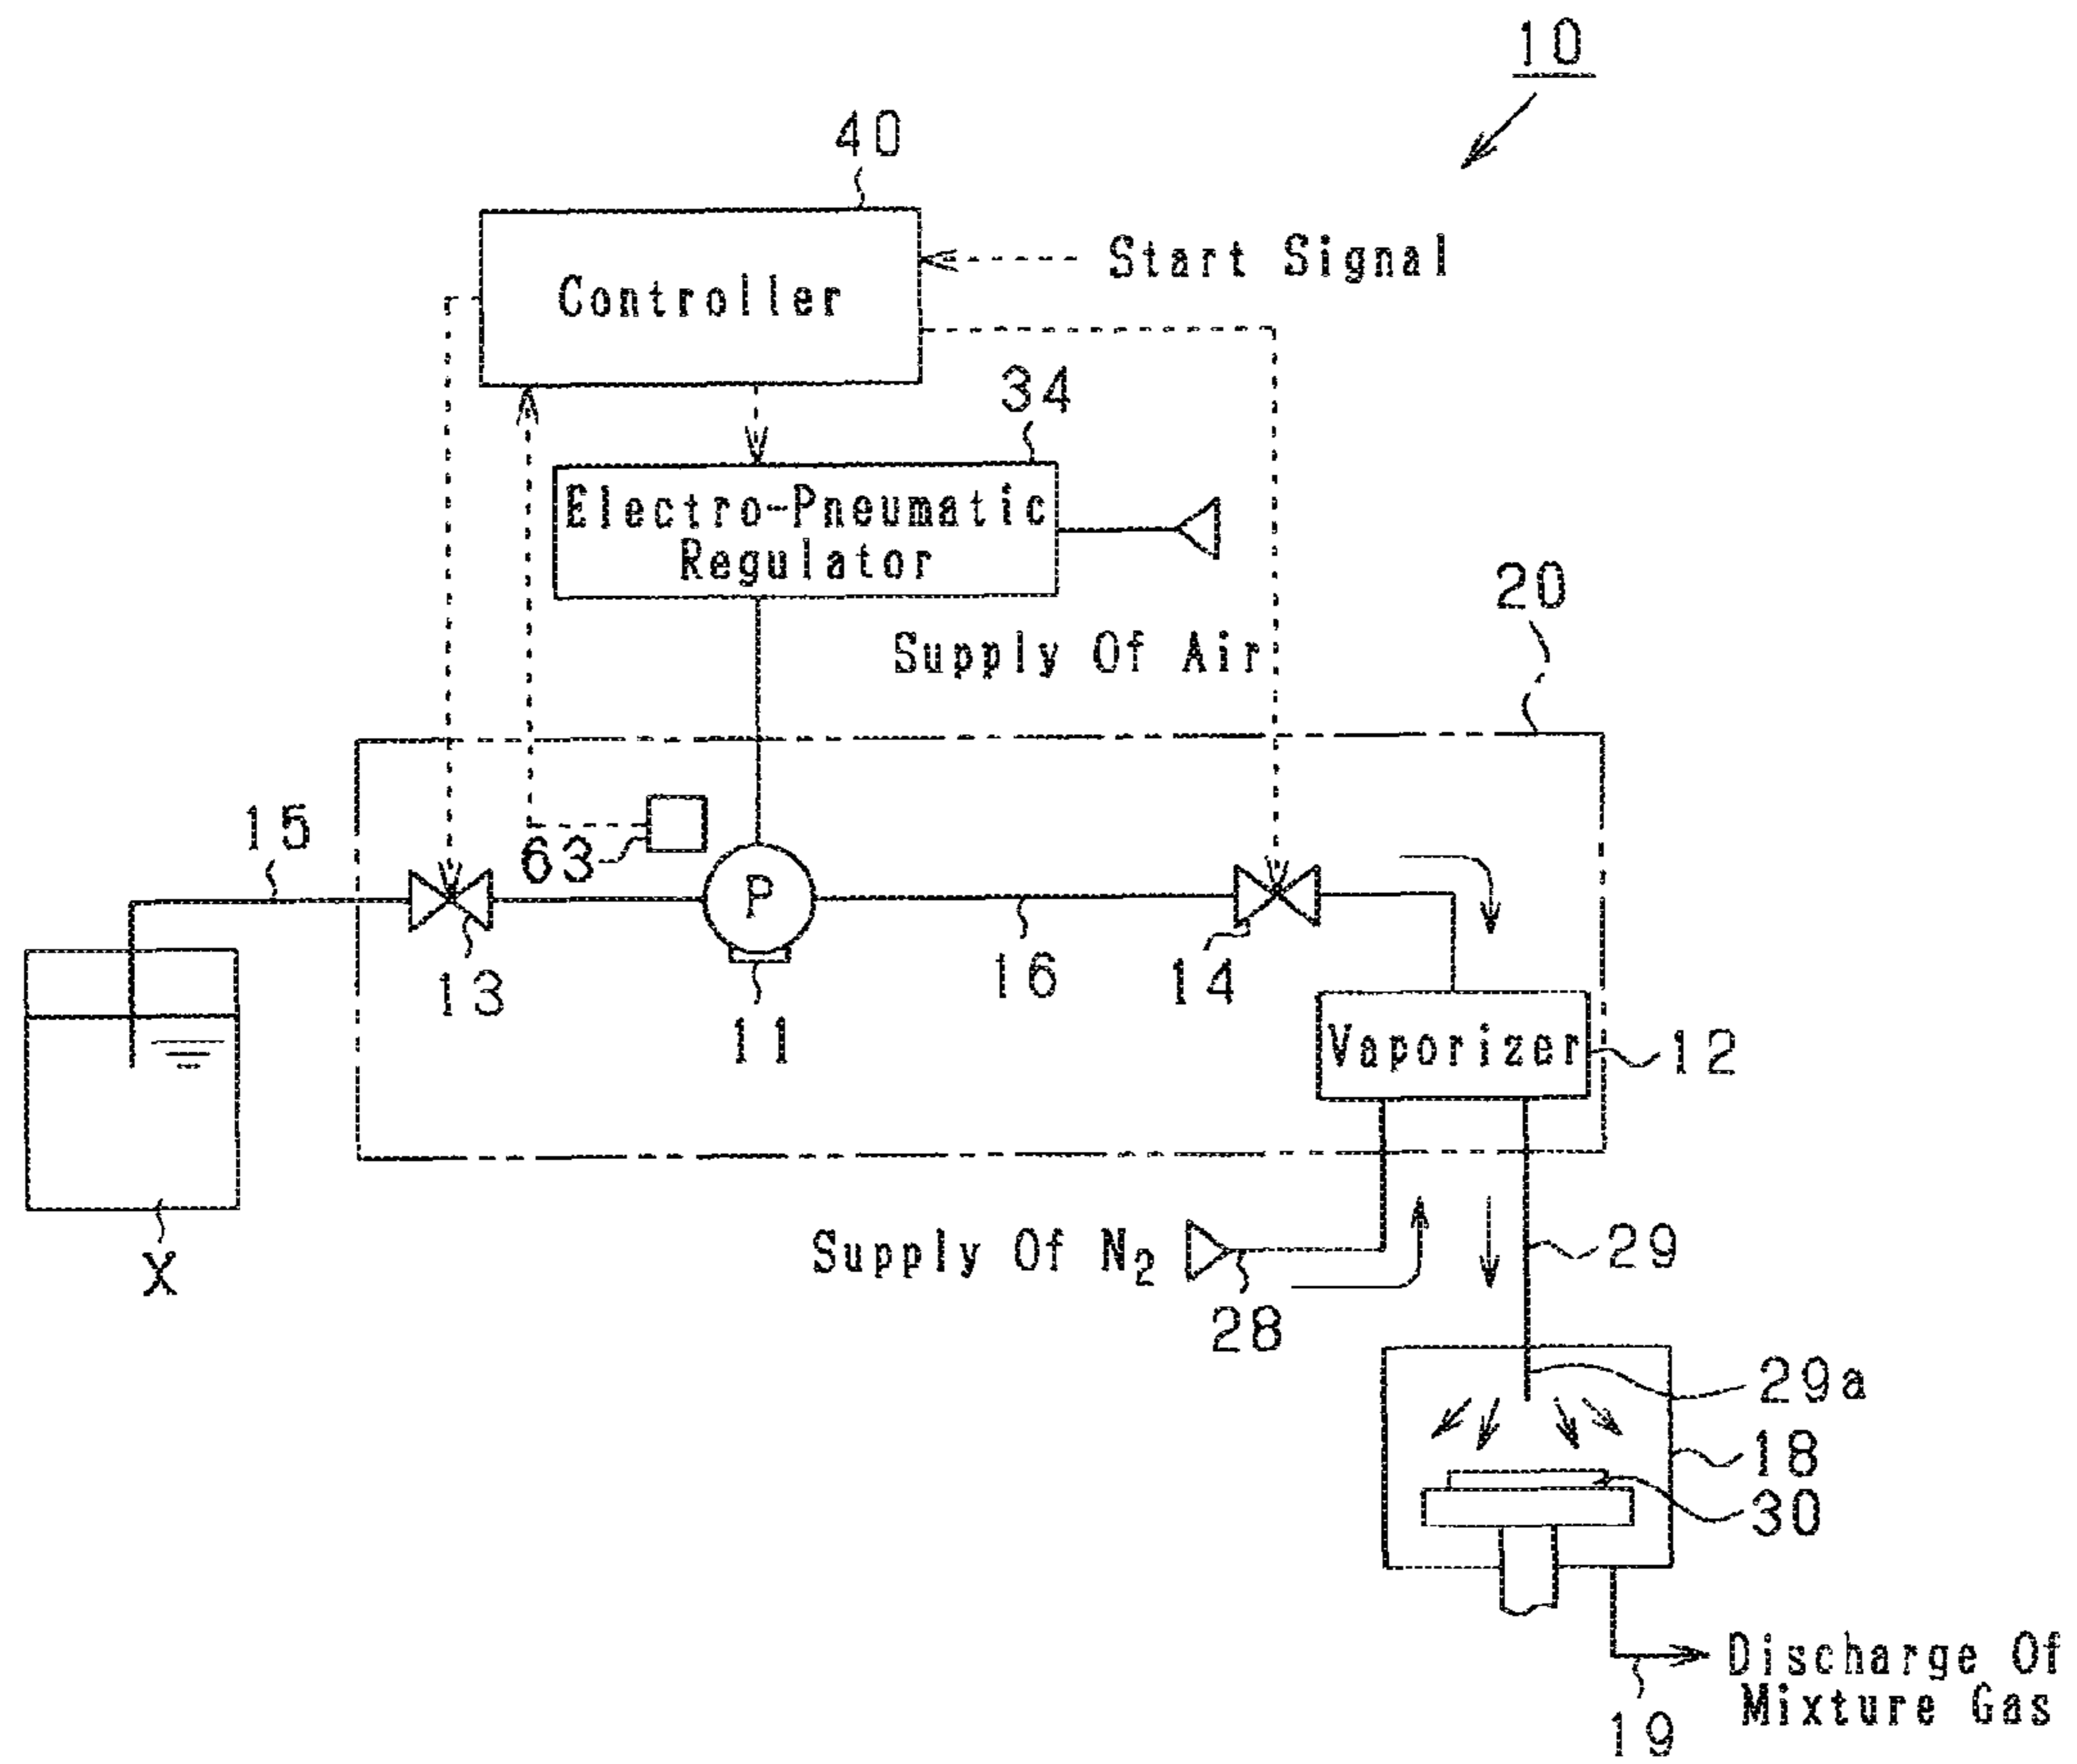 10
40
Start Signal
Controller
34
Electro-Pneumatic
Regulator
20
Supply Of Air
15
63
P
13
11
16
14
Vaporizer
12
X
Supply Of N2
28
29
29a
18
30
Discharge Of
Mixture Gas
19